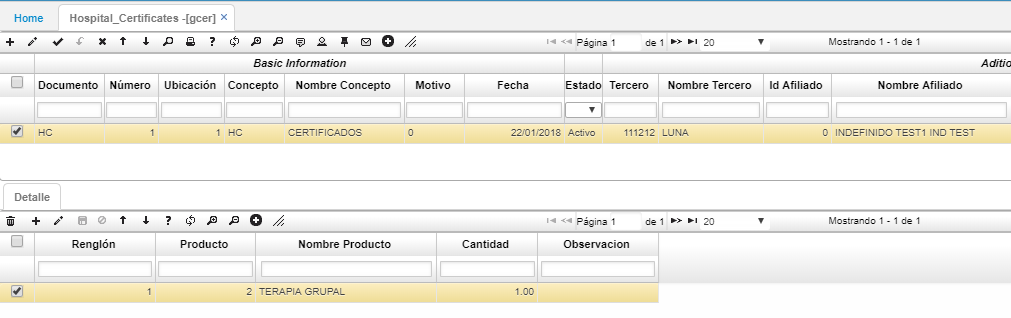 Home Hospital_Certificates -[gcer] ×
Página 1 de 1 20 Mostrando 1 - 1 de 1
Basic Information Aditio
Documento Número Ubicación Concepto Nombre Concepto Motivo Fecha Estado Tercero Nombre Tercero Id Afiliado Nombre Afiliado
HC 1 1 HC CERTIFICADOS 0 22/01/2018 Activo 111212 LUNA 0 INDEFINIDO TEST1 IND TEST
Detalle
Página 1 de 1 20 Mostrando 1 - 1 de 1
Renglón Producto Nombre Producto Cantidad Observacion
1 2 TERAPIA GRUPAL 1.00